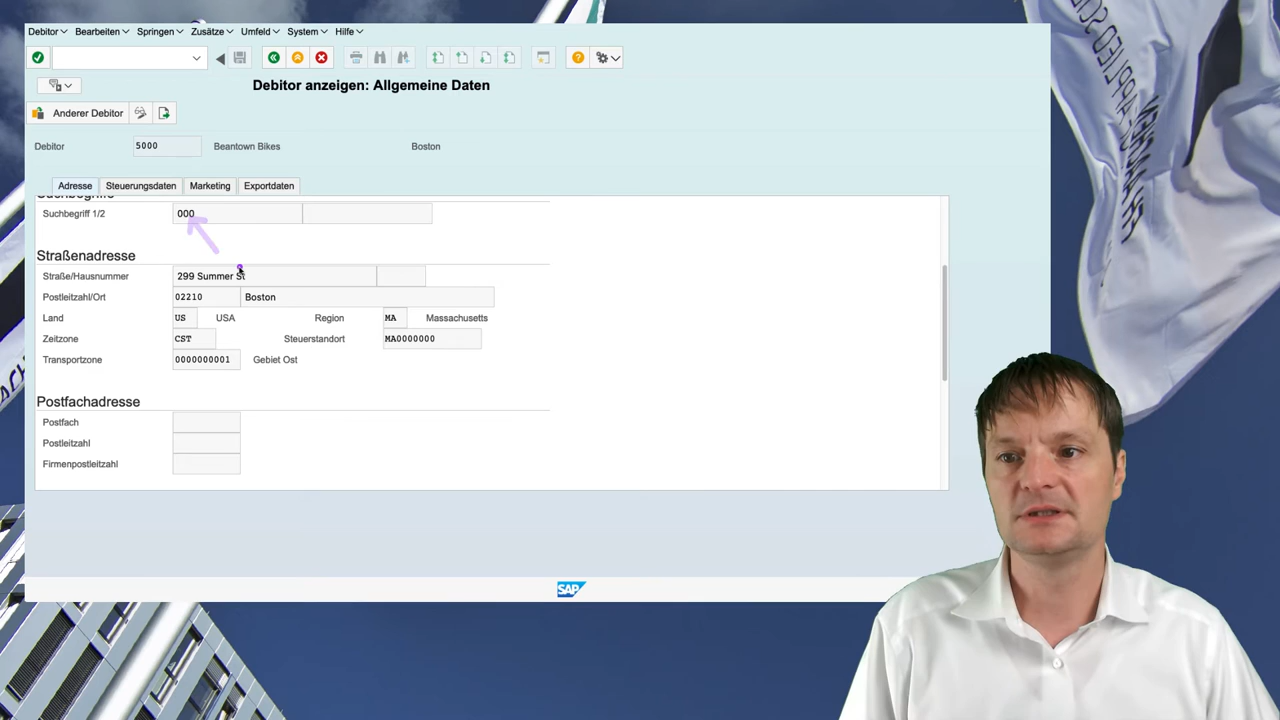 Debitor Bearbeiten Springen Zusätze Umfeld System Hilfe
Debitor anzeigen: Allgemeine Daten
Anderer Debitor
Debitor 5000 Beantown Bikes Boston
Adresse Steuerungsdaten Marketing Exportdaten
Suchbegriffe
Suchbegriff 1/2 000
Straßenadresse
Straße/Hausnummer 299 Summer St
Postleitzahl/Ort 02210 Boston
Land US USA Region MA Massachusetts
Zeitzone CST Steuerstandort MA0000000
Transportzone 0000000001 Gebiet Ost
Postfachadresse
Postfach
Postleitzahl
Firmenpostleitzahl
SAP